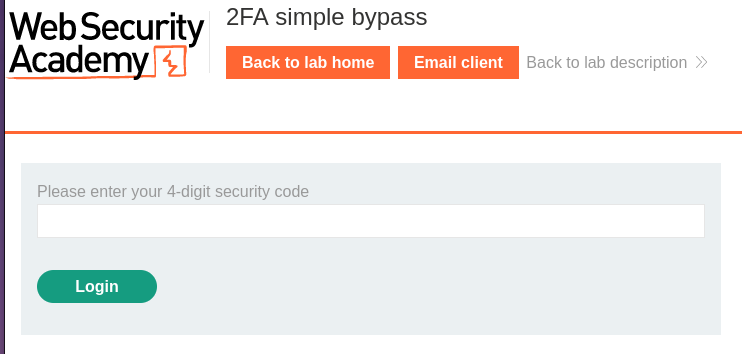 Web Security
Academy
2FA simple bypass
Back to lab home
Email client
Back to lab description
Please enter your 4-digit security code
Login